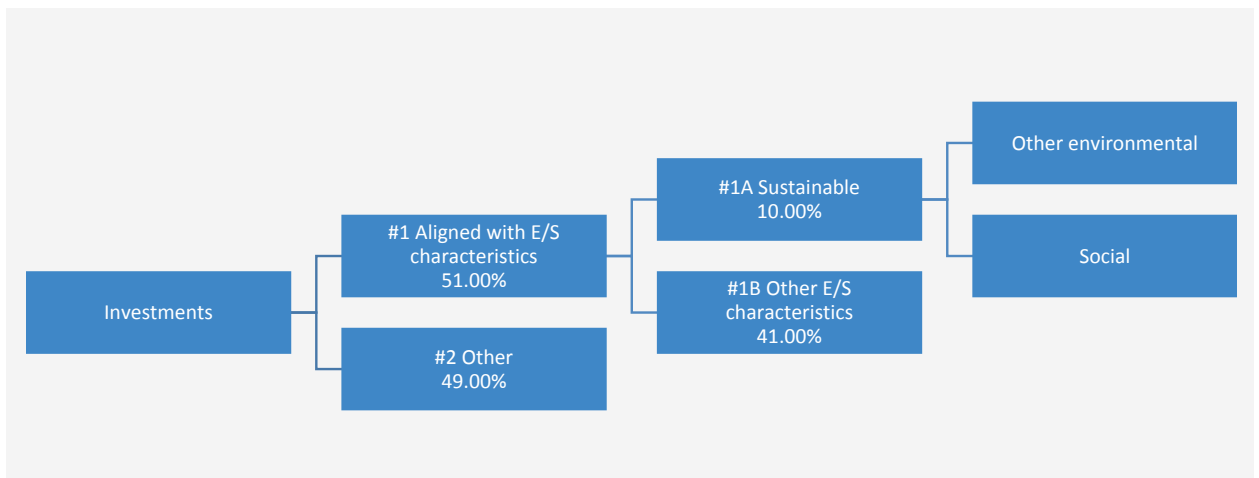 Investments
#1 Aligned with E/S
characteristics
51.00%
#2 Other
49.00%
#1A Sustainable
10.00%
#1B Other E/S
characteristics
41.00%
Other environmental
Social